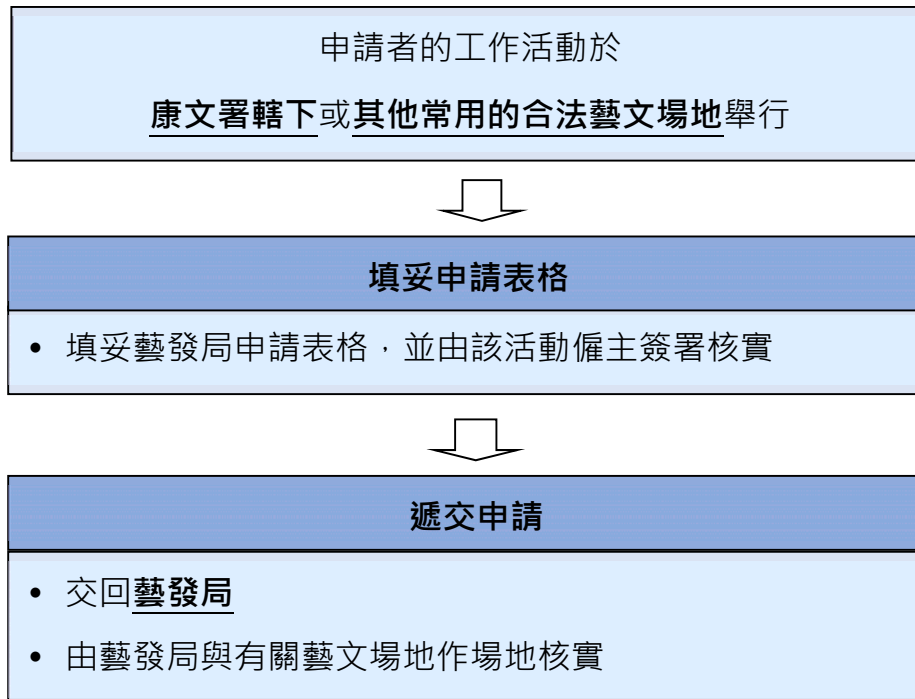 申請者的工作活動於
康文署轄下或其他常用的合法藝文場地舉行
填妥申請表格
• 填妥藝發局申請表格，並由該活動僱主簽署核實
遞交申請
• 交回藝發局
• 由藝發局與有關藝文場地作場地核實